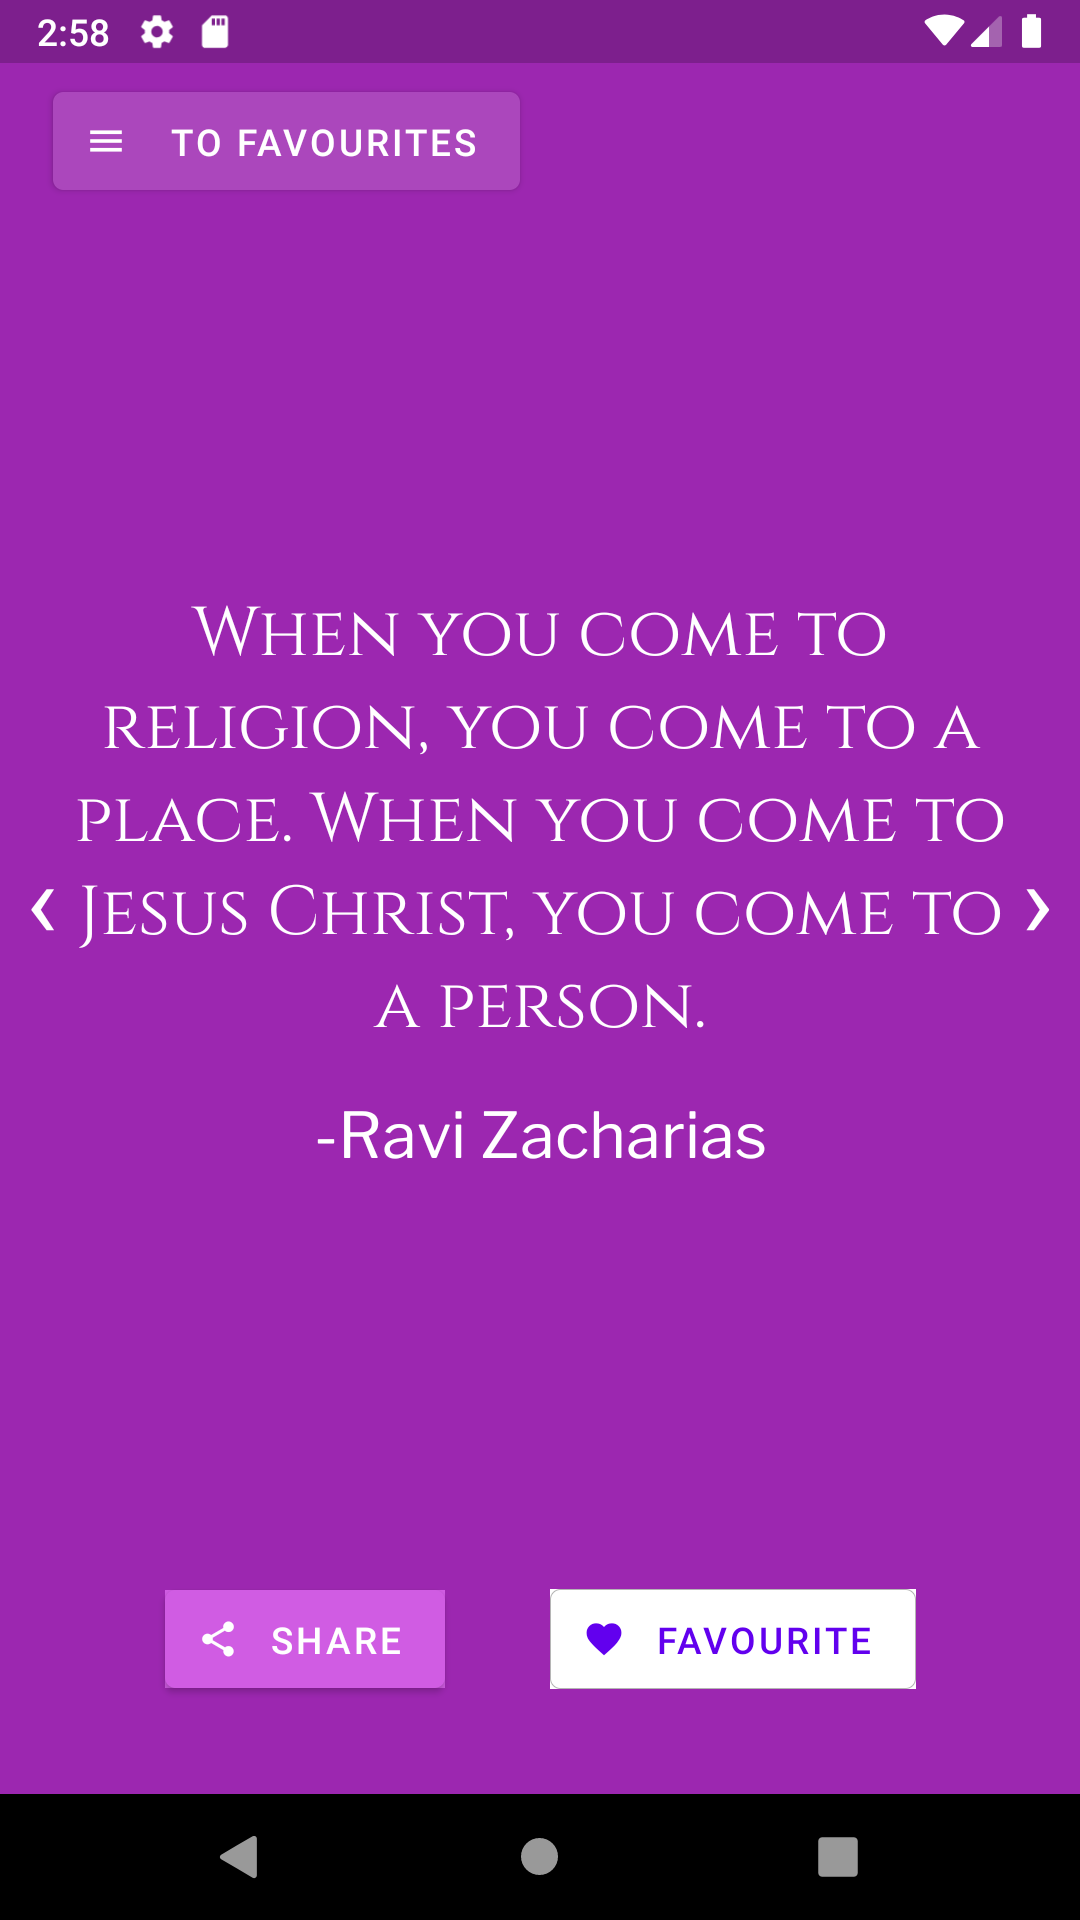 2:58
TO FAVOURITES
When you come to
religion, you come to a
place. When you come to
❮ Jesus Christ, you come to ❯
a person.
-Ravi Zacharias
SHARE
FAVOURITE